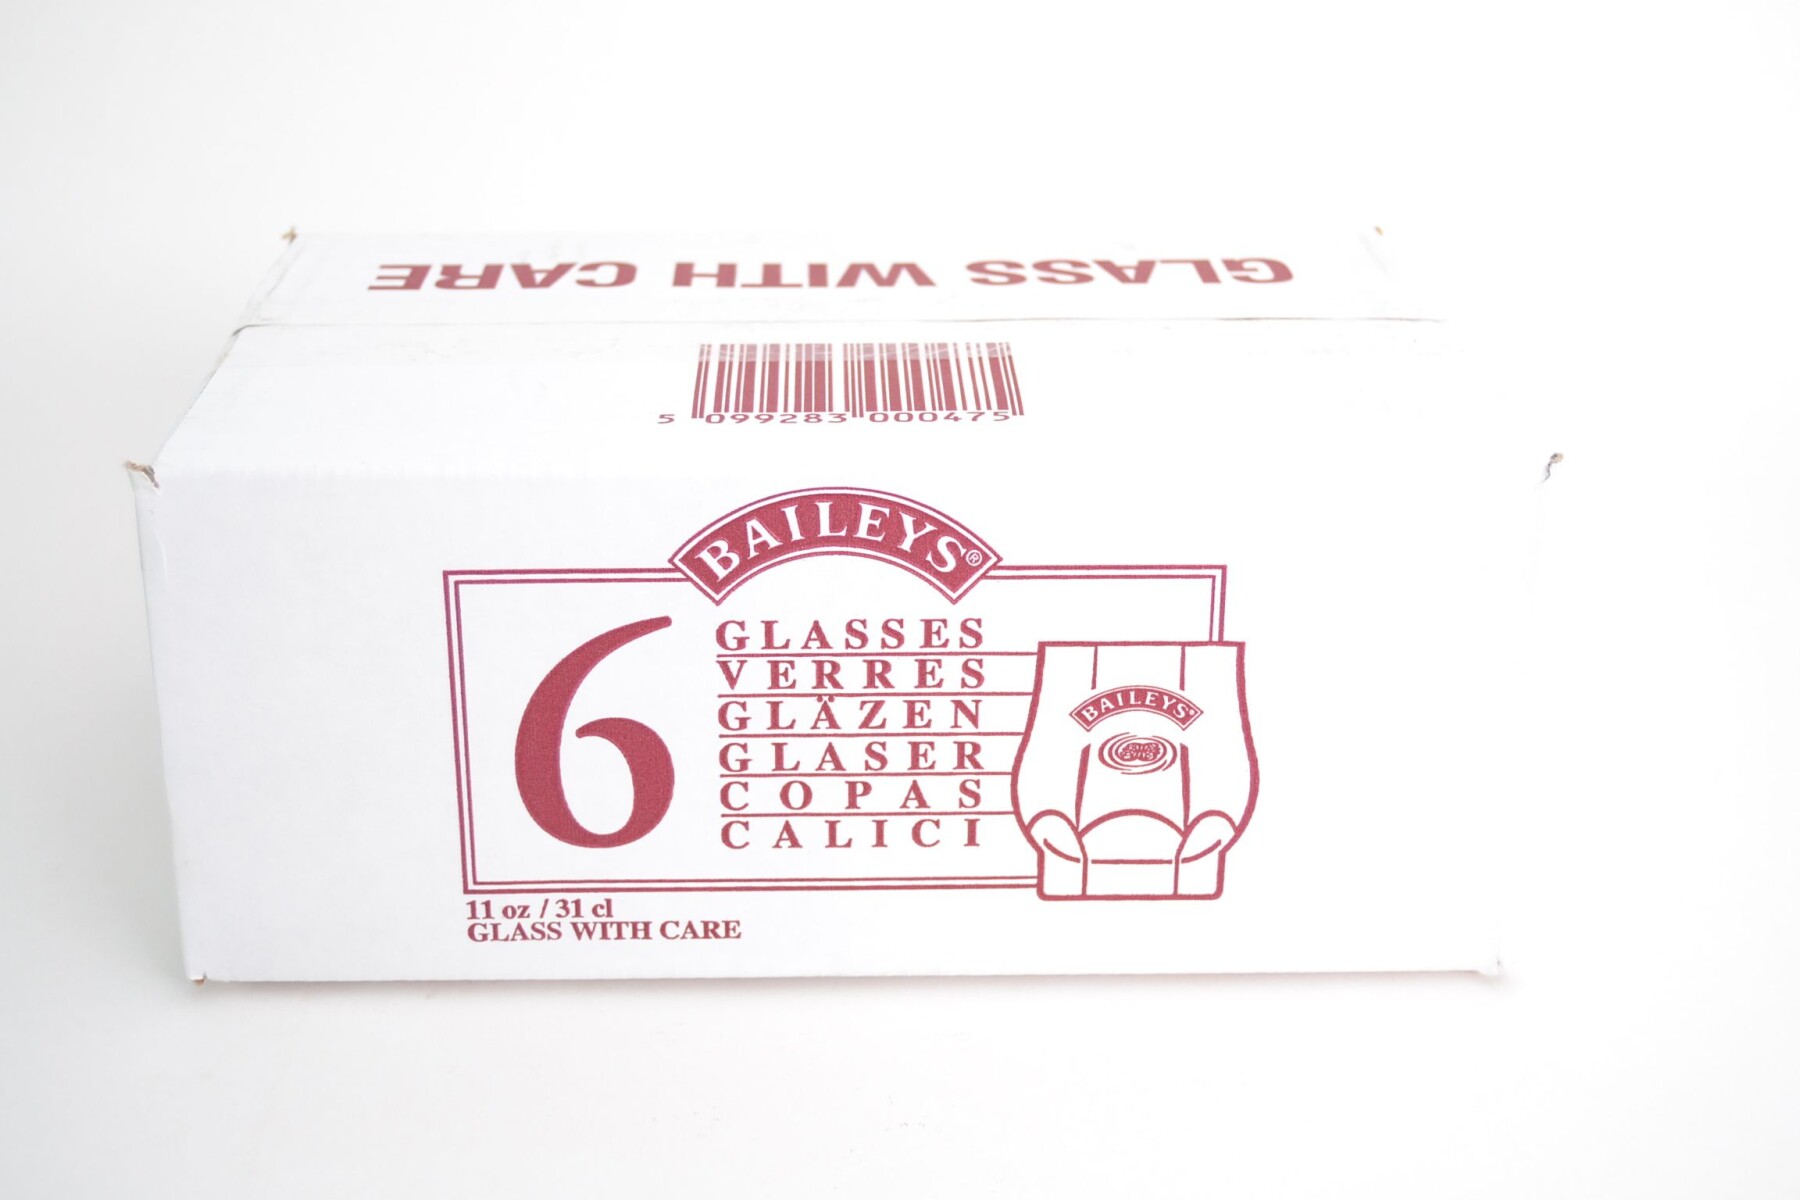 GLASS WITH CARE
5 099283 000475
BAILEYS®
6
GLASSES
VERRES
GLÄZEN
GLASER
COPAS
CALICI
BAILEYS®
11 oz / 31 cl
GLASS WITH CARE